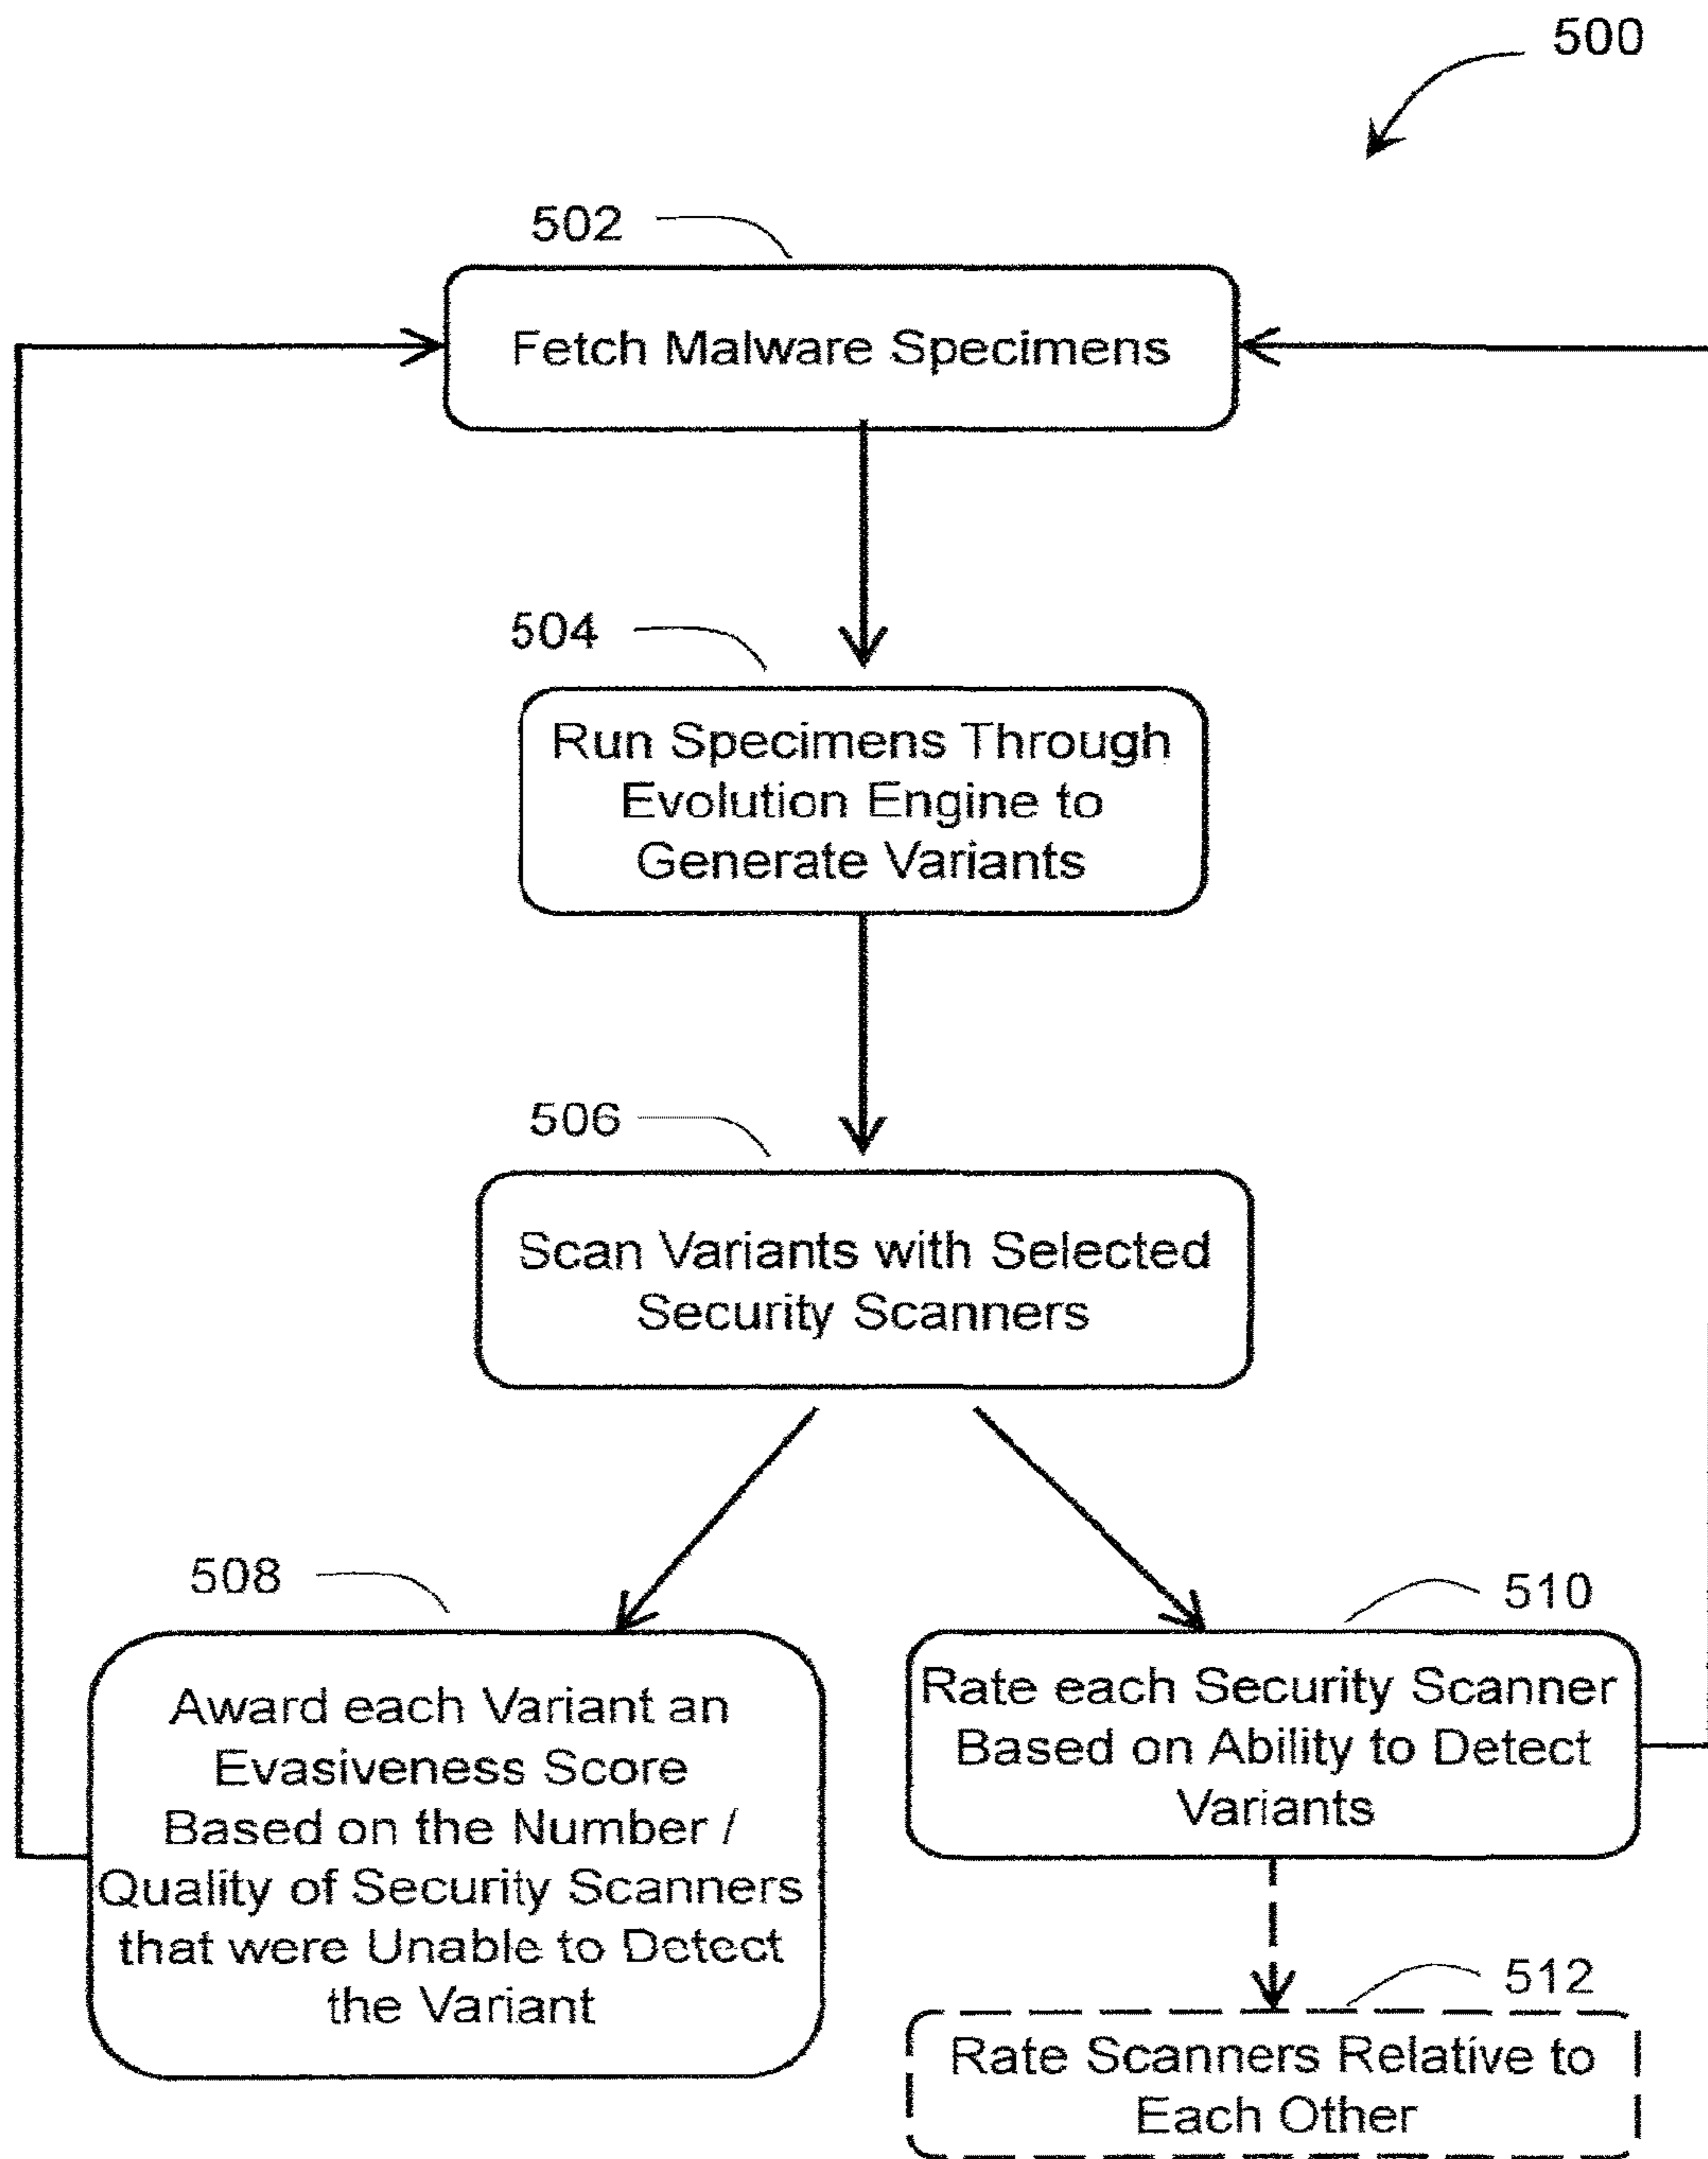 500
502
Fetch Malware Specimens
504
Run Specimens Through
Evolution Engine to
Generate Variants
506
Scan Variants with Selected
Security Scanners
508
Award each Variant an
Evasiveness Score
Based on the Number /
Quality of Security Scanners
that were Unable to Detect
the Variant
510
Rate each Security Scanner
Based on Ability to Detect
Variants
512
Rate Scanners Relative to
Each Other